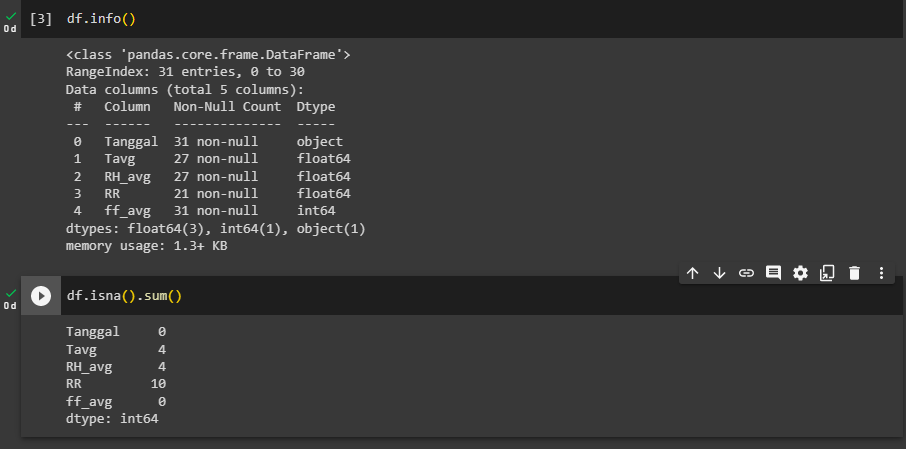 [3] df.info()
0 d
<class 'pandas.core.frame.DataFrame'>
RangeIndex: 31 entries, 0 to 30
Data columns (total 5 columns):
 #   Column   Non-Null Count  Dtype
---  ------   --------------  -----
 0   Tanggal  31 non-null     object
 1   Tavg     27 non-null     float64
 2   RH_avg   27 non-null     float64
 3   RR       21 non-null     float64
 4   ff_avg   31 non-null     int64
dtypes: float64(3), int64(1), object(1)
memory usage: 1.3+ KB
df.isna().sum()
0 d
Tanggal     0
Tavg        4
RH_avg      4
RR         10
ff_avg      0
dtype: int64